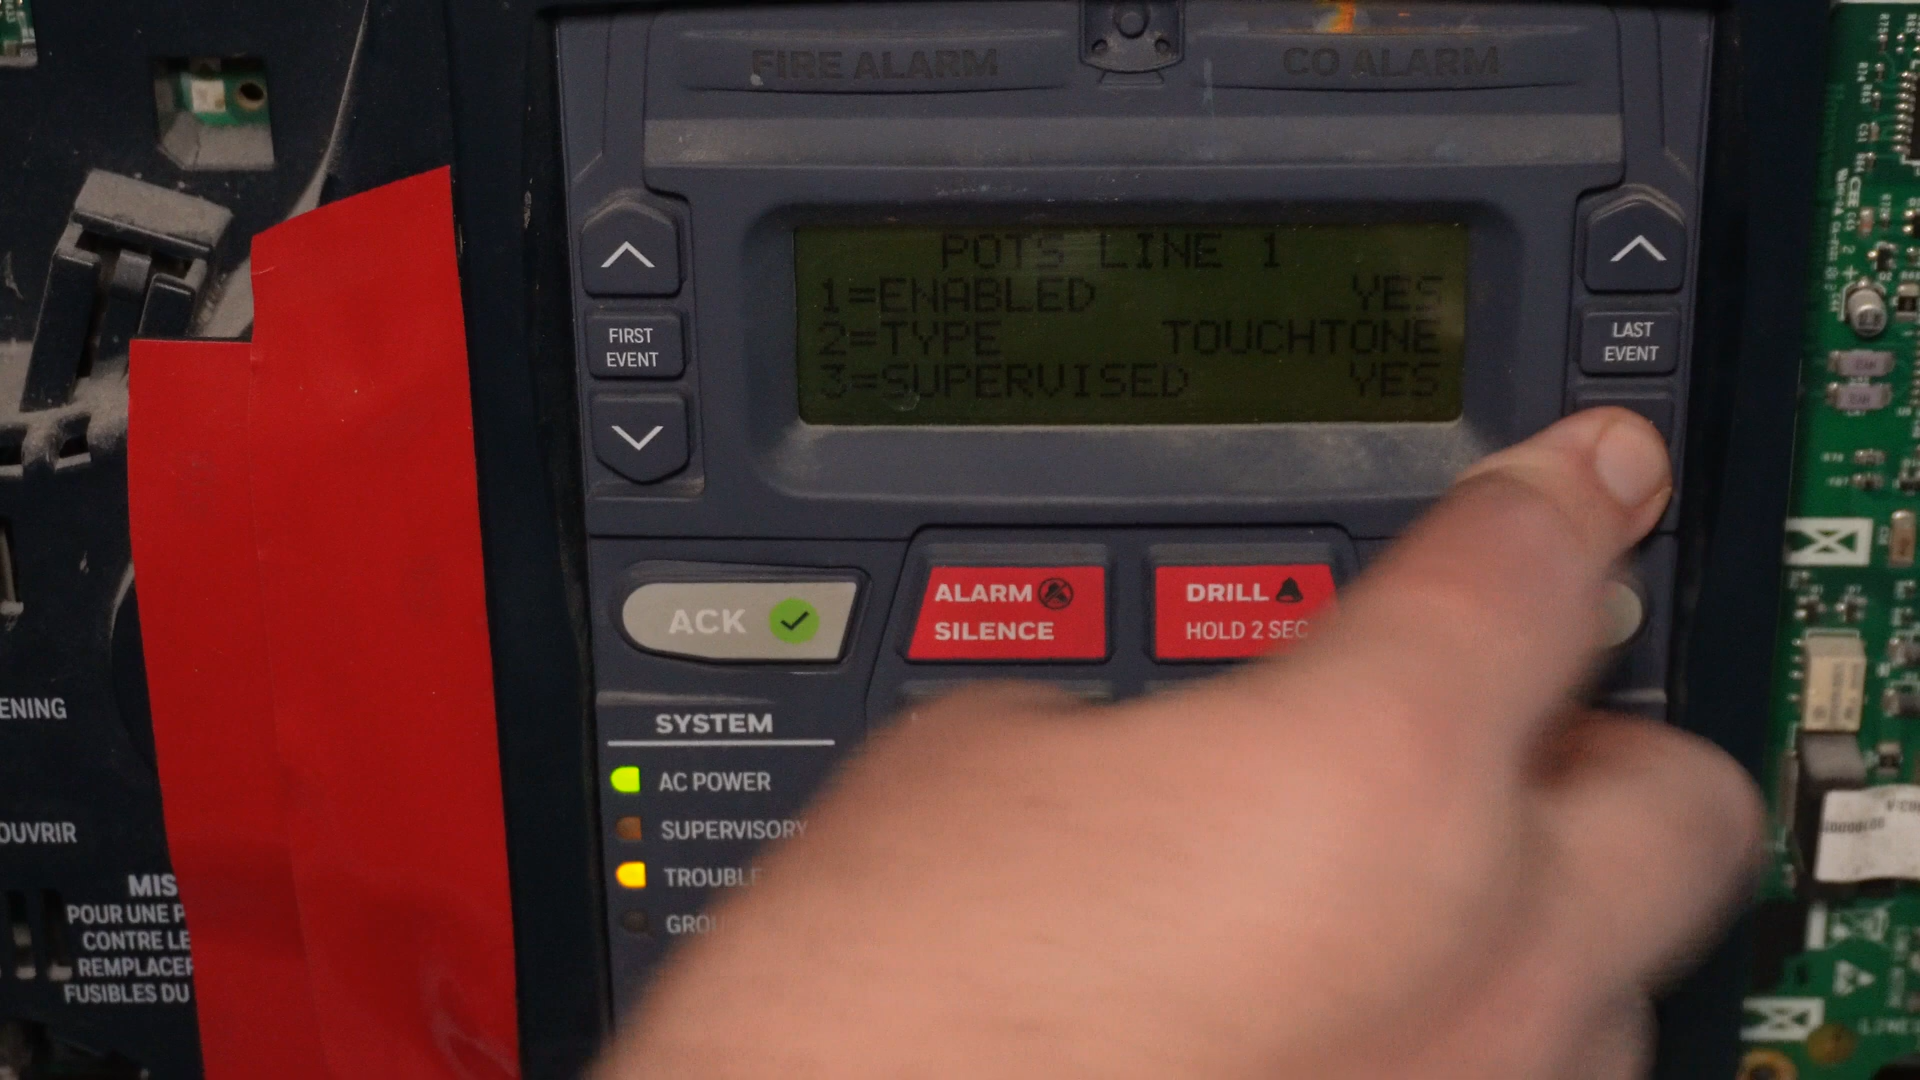 FIRE ALARM
CO ALARM
POTS LINE 1
1=ENABLED YES
2=TYPE TOUCHTONE
3=SUPERVISED YES
FIRST
EVENT
LAST
EVENT
ACK
ALARM
SILENCE
DRILL
HOLD 2 SEC
SYSTEM
AC POWER
SUPERVISORY
TROUBLE
GROU
ENING
OUVRIR
MIS
POUR UNE P
CONTRE LE
REMPLACER
FUSIBLES DU